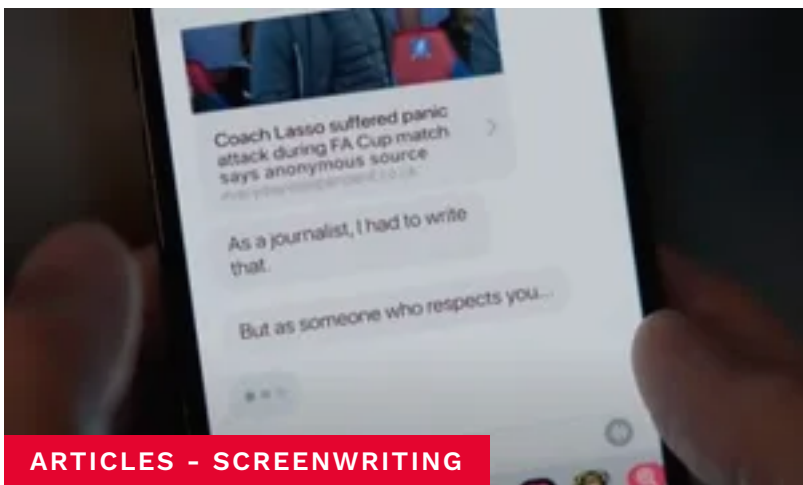 Coach Lasso suffered panic
attack during FA Cup match
says anonymous source
As a journalist, I had to write
that.
But as someone who respects you...
ARTICLES - SCREENWRITING